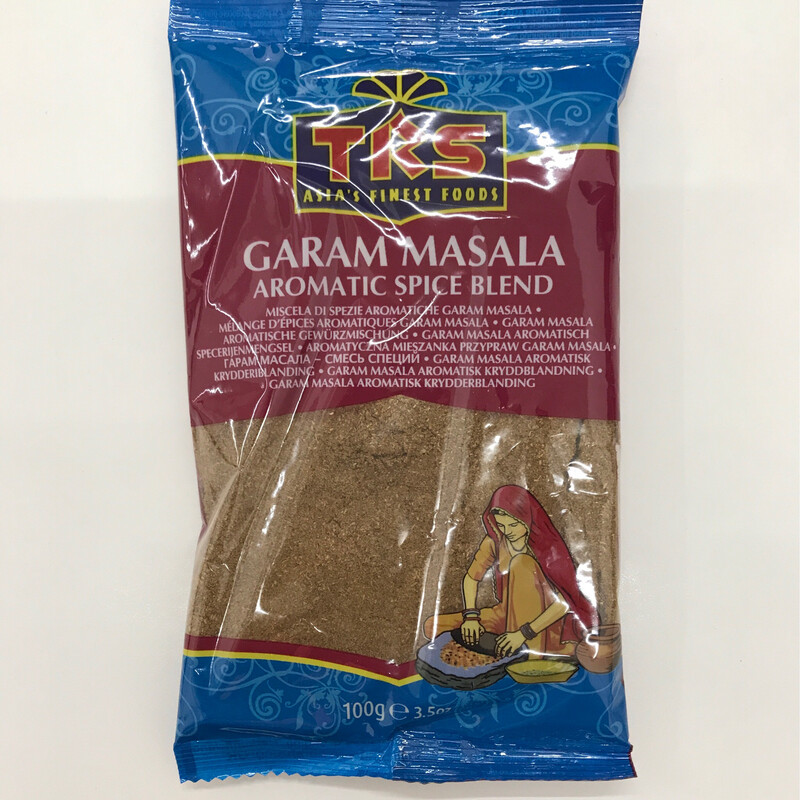 TRS
ASIA'S FINEST FOODS
GARAM MASALA
AROMATIC SPICE BLEND
MISCELA DI SPEZIE AROMATICHE GARAM MASALA •
MÉLANGE D'ÉPICES AROMATIQUES GARAM MASALA • GARAM MASALA
AROMATISCHE GEWÜRZMISCHUNG • GARAM MASALA AROMATISCH
SPECERIJENMENGSEL • AROMATYCZNA MIESZANKA PRZYPRAW GARAM MASALA •
ГАРАМ МАСАЛА – СМЕСЬ СПЕЦИЙ • GARAM MASALA AROMATISK
KRYDDERIBLANDING • GARAM MASALA AROMATISK KRYDDBLANDNING •
GARAM MASALA AROMATISK KRYDDERBLANDING
100g ℮ 3.5oz